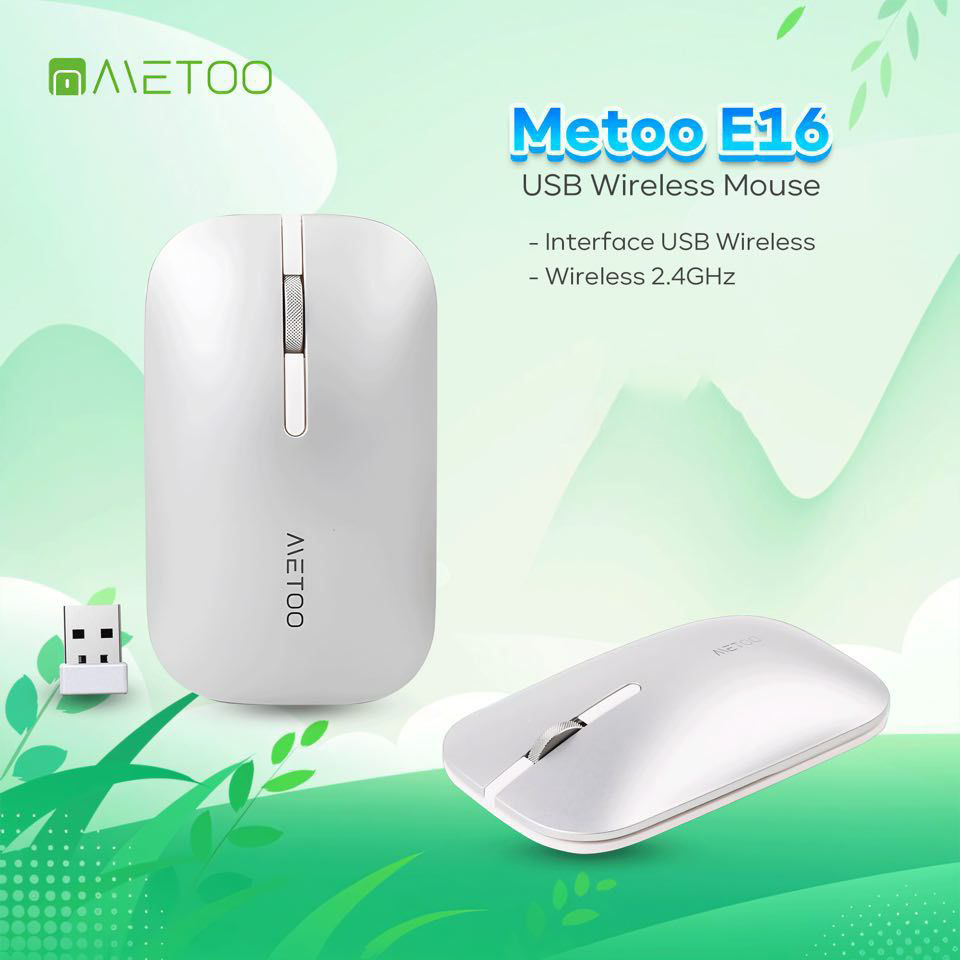 METOO
Metoo E16
USB Wireless Mouse
- Interface USB Wireless
- Wireless 2.4GHz
METOO
METOO